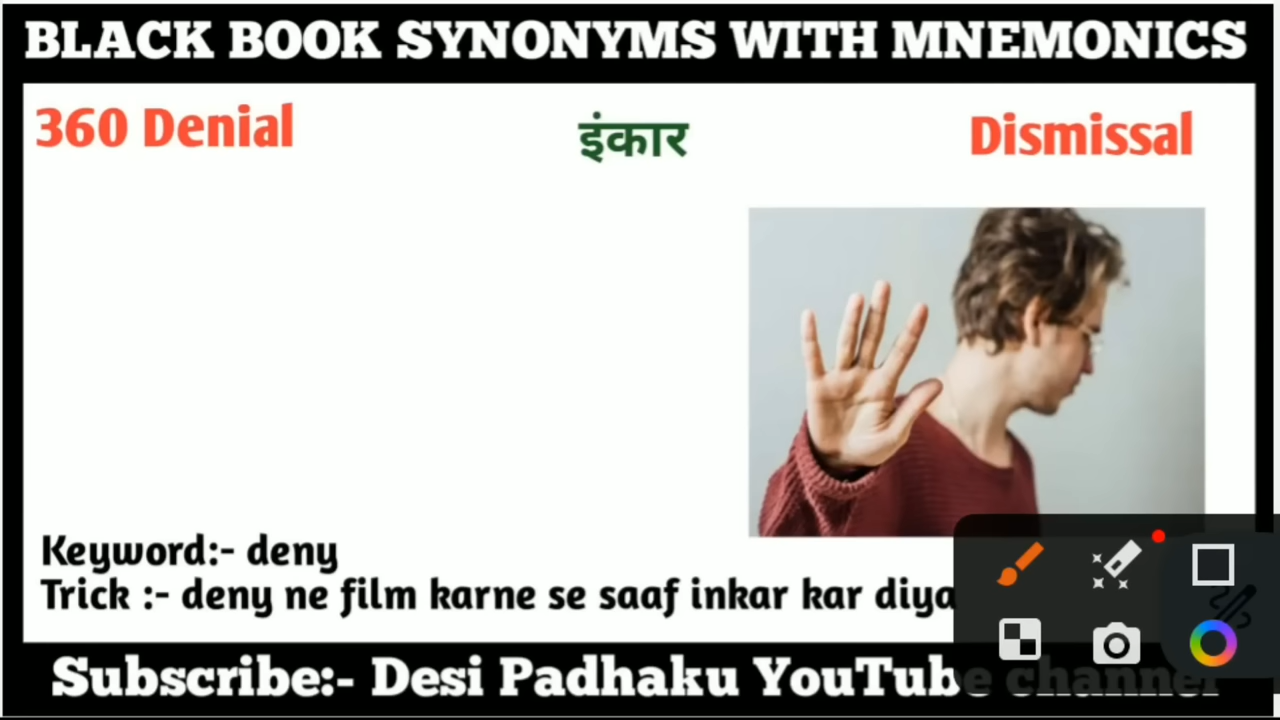 BLACK BOOK SYNONYMS WITH MNEMONICS
360 Denial इंकार Dismissal
Keyword:- deny
Trick :- deny ne film karne se saaf inkar kar diya
Subscribe:- Desi Padhaku YouTube channel